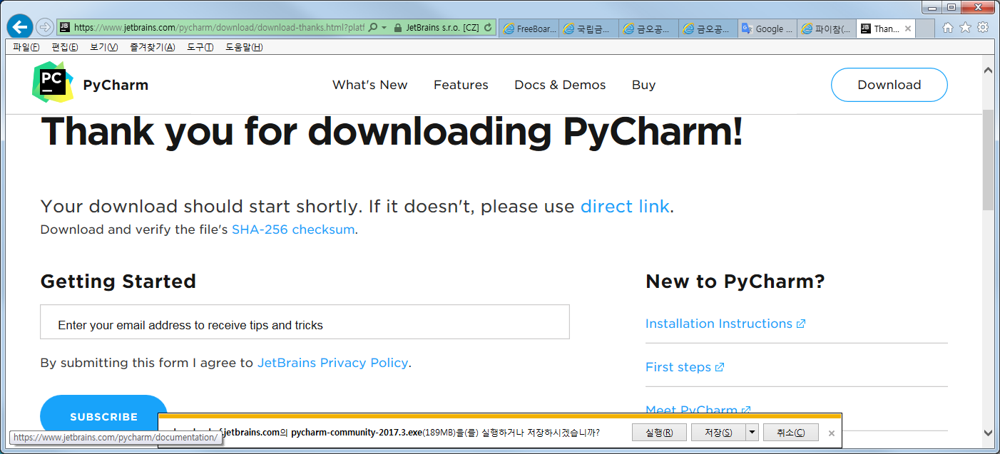 https://www.jetbrains.com/pycharm/download/download-thanks.html?platf
JetBrains s.r.o. [CZ]
FreeBoar...
국립금...
금오공...
금오공...
Google ...
파이참(...
Than...
파일(F)
편집(E)
보기(V)
즐겨찾기(A)
도구(T)
도움말(H)
PC
PyCharm
What's New
Features
Docs & Demos
Buy
Download
Thank you for downloading PyCharm!
Your download should start shortly. If it doesn't, please use direct link.
Download and verify the file's SHA-256 checksum.
Getting Started
Enter your email address to receive tips and tricks
By submitting this form I agree to JetBrains Privacy Policy.
SUBSCRIBE
New to PyCharm?
Installation Instructions
First steps
Meet PyCharm
.jetbrains.com의 pycharm-community-2017.3.exe(189MB)을(를) 실행하거나 저장하시겠습니까?
실행(R)
저장(S)
취소(C)
https://www.jetbrains.com/pycharm/documentation/